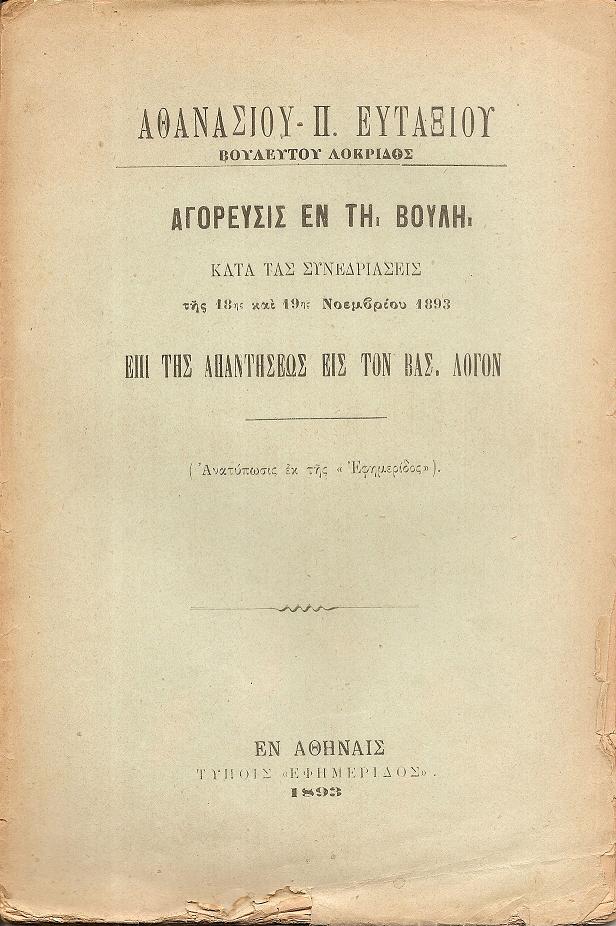 ΑΘΑΝΑΣΙΟΥ - Π. ΕΥΤΑΞΙΟΥ
ΒΟΥΛΕΥΤΟΥ ΛΟΚΡΙΔΟΣ
ΑΓΟΡΕΥΣΙΣ ΕΝ ΤΗι ΒΟΥΛΗι
ΚΑΤΑ ΤΑΣ ΣΥΝΕΔΡΙΑΣΕΙΣ
τῆς 18ης καὶ 19ης Νοεμβρίου 1893
ΕΠΙ ΤΗΣ ΑΠΑΝΤΗΣΕΩΣ ΕΙΣ ΤΟΝ ΒΑΣ. ΛΟΓΟΝ
(Ἀνατύπωσις ἐκ τῆς «Ἐφημερίδος»).
ΕΝ ΑΘΗΝΑΙΣ
ΤΥΠΟΙΣ «ΕΦΗΜΕΡΙΔΟΣ».
1893